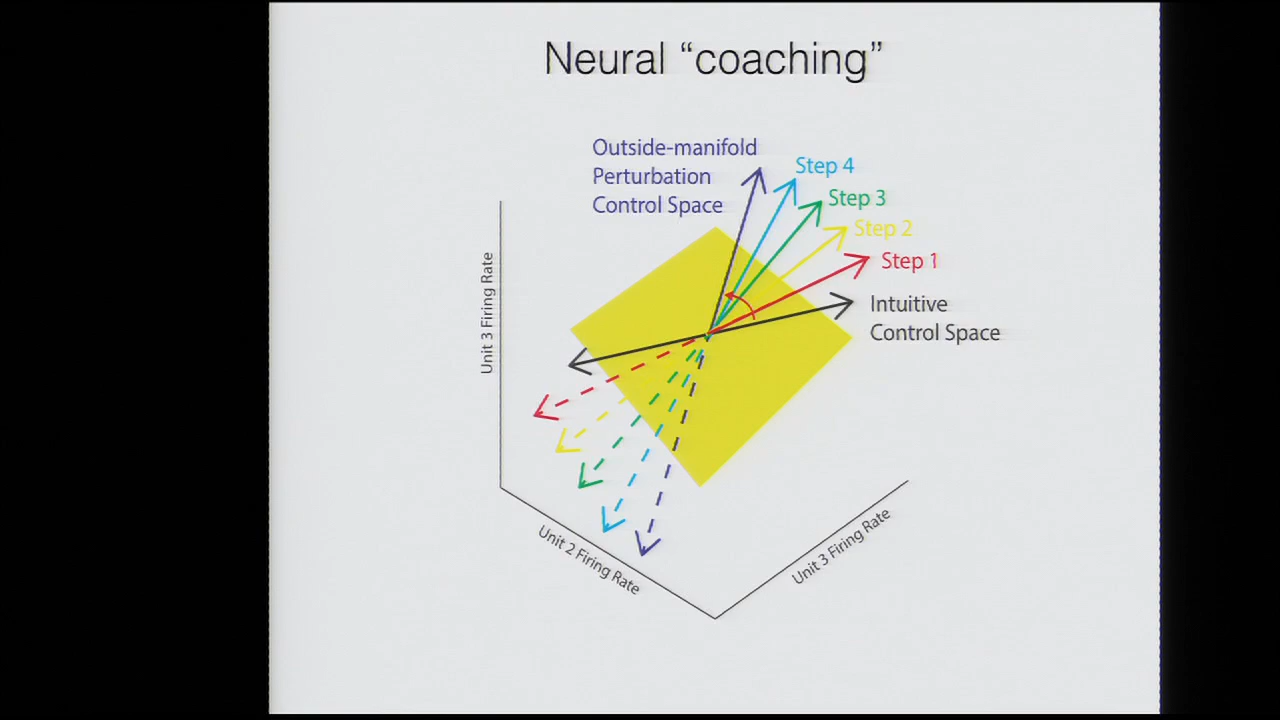 Neural “coaching”
Outside-manifold
Perturbation
Control Space
Step 4
Step 3
Step 2
Step 1
Intuitive
Control Space
Unit 3 Firing Rate
Unit 2 Firing Rate
Unit 3 Firing Rate